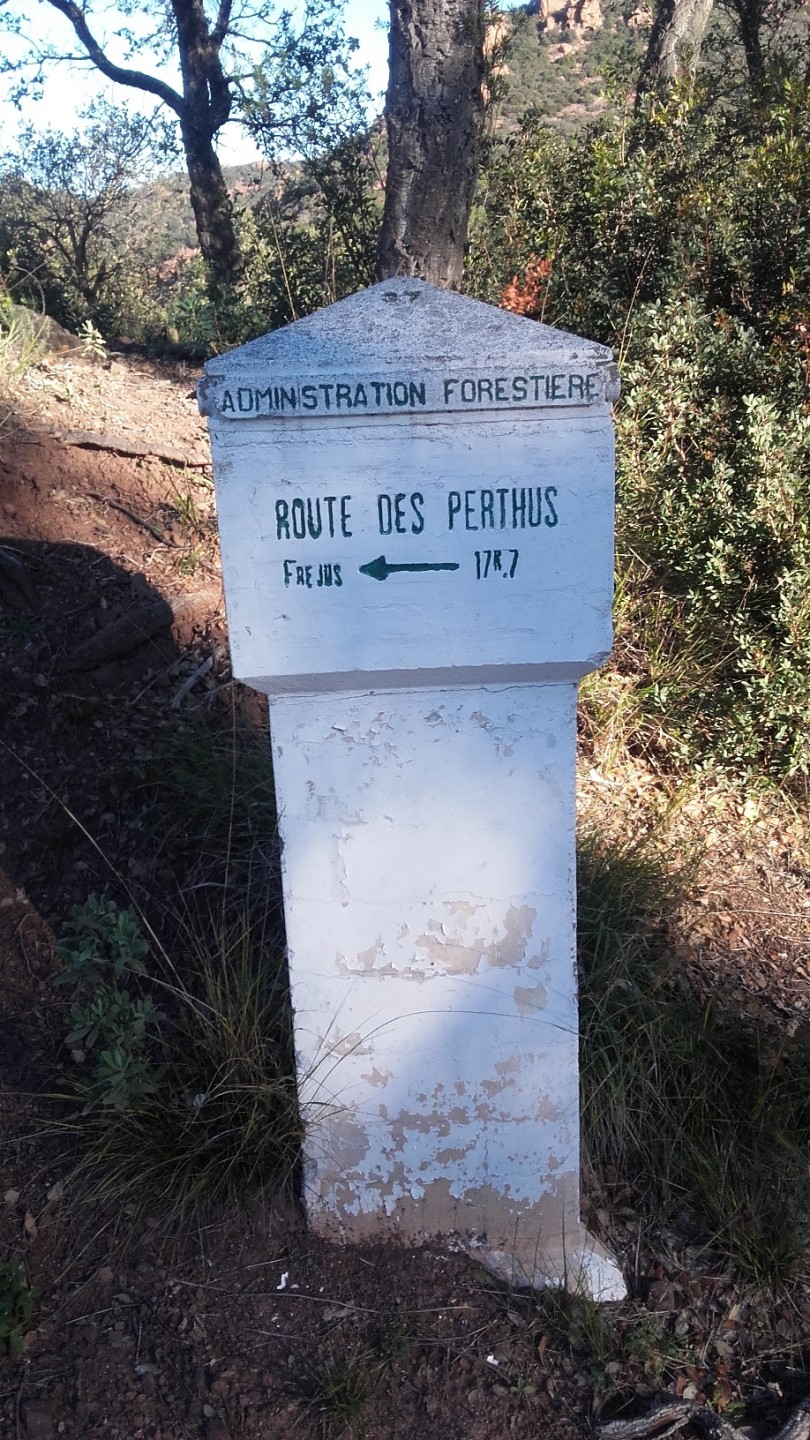 ADMINISTRATION FORESTIERE
ROUTE DES PERTHUS
FREJUS ← 17K.7